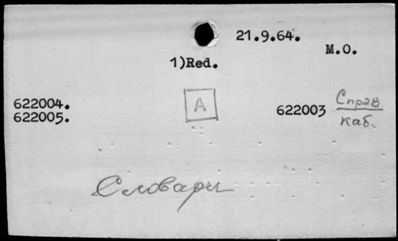 21.9.64.
M.O.
1)Red.
622004.
622005.
A
622003 Справ
каб.
Словари